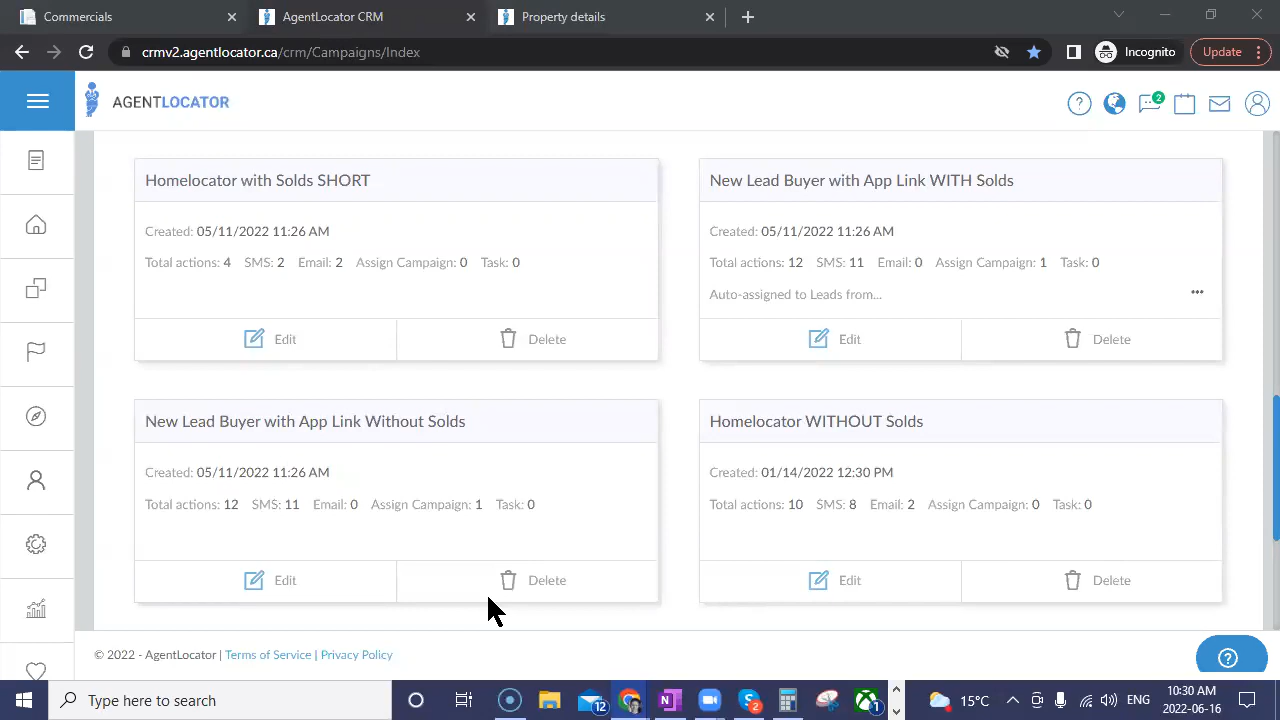 Commercials
AgentLocator CRM
Property details
crmv2.agentlocator.ca/crm/Campaigns/Index
Incognito
Update
AGENTLOCATOR
2
Homelocator with Solds SHORT
Created: 05/11/2022 11:26 AM
Total actions: 4 SMS: 2 Email: 2 Assign Campaign: 0 Task: 0
Edit
Delete
New Lead Buyer with App Link WITH Solds
Created: 05/11/2022 11:26 AM
Total actions: 12 SMS: 11 Email: 0 Assign Campaign: 1 Task: 0
Auto-assigned to Leads from...
Edit
Delete
New Lead Buyer with App Link Without Solds
Created: 05/11/2022 11:26 AM
Total actions: 12 SMS: 11 Email: 0 Assign Campaign: 1 Task: 0
Edit
Delete
Homelocator WITHOUT Solds
Created: 01/14/2022 12:30 PM
Total actions: 10 SMS: 8 Email: 2 Assign Campaign: 0 Task: 0
Edit
Delete
© 2022 - AgentLocator | Terms of Service | Privacy Policy
Type here to search
12
2
1
15°C
ENG
10:30 AM
2022-06-16